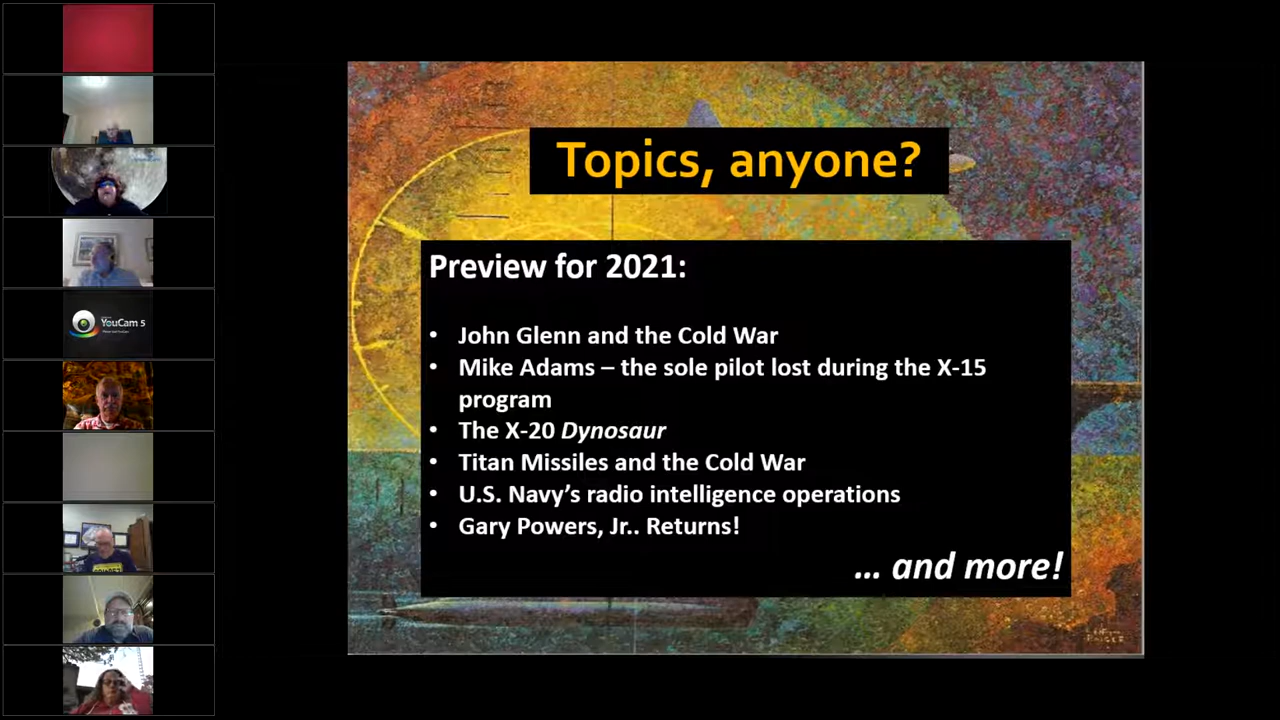 Topics, anyone?
Preview for 2021:
• John Glenn and the Cold War
• Mike Adams – the sole pilot lost during the X-15
program
• The X-20 Dynosaur
• Titan Missiles and the Cold War
• U.S. Navy’s radio intelligence operations
• Gary Powers, Jr.. Returns!
... and more!
YouCam 5